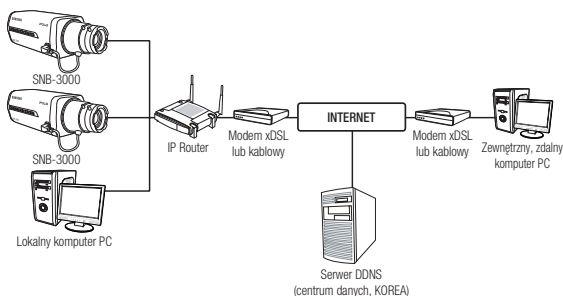 SNB-3000
SNB-3000
Lokalny komputer PC
IP Router
Modem xDSL
lub kablowy
INTERNET
Modem xDSL
lub kablowy
Zewnętrzny, zdalny
komputer PC
Serwer DDNS
(centrum danych, KOREA)